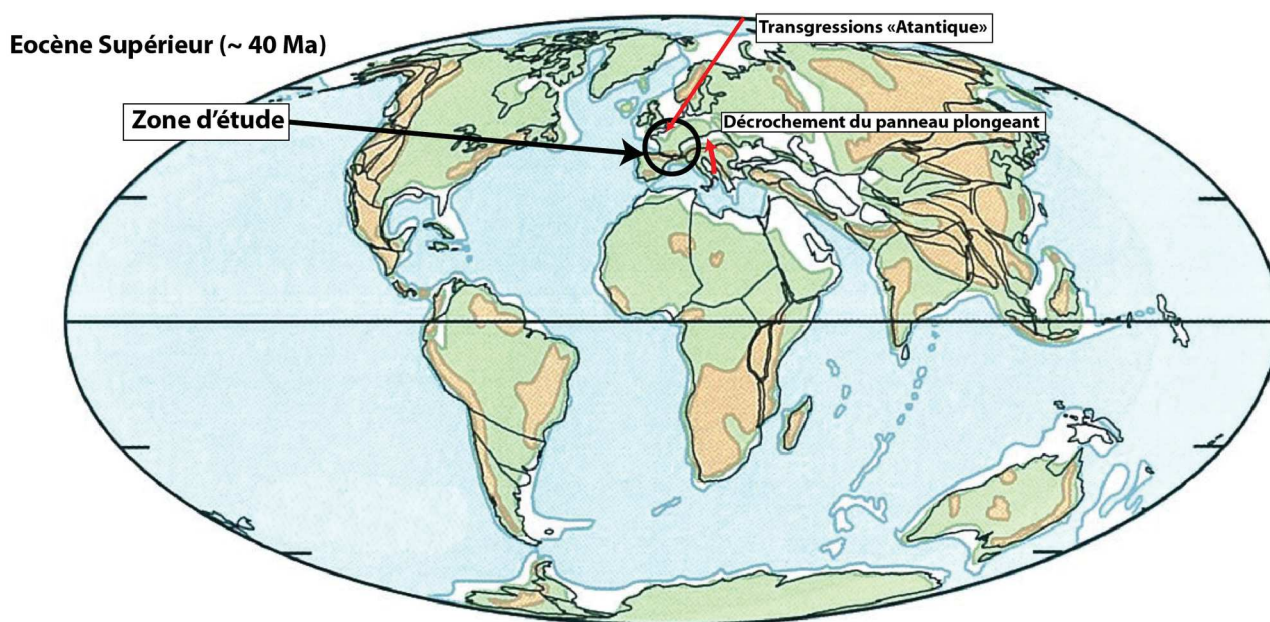 Transgressions «Atantique»
Eocène Supérieur (~ 40 Ma)
Zone d'étude
Décrochement du panneau plongeant